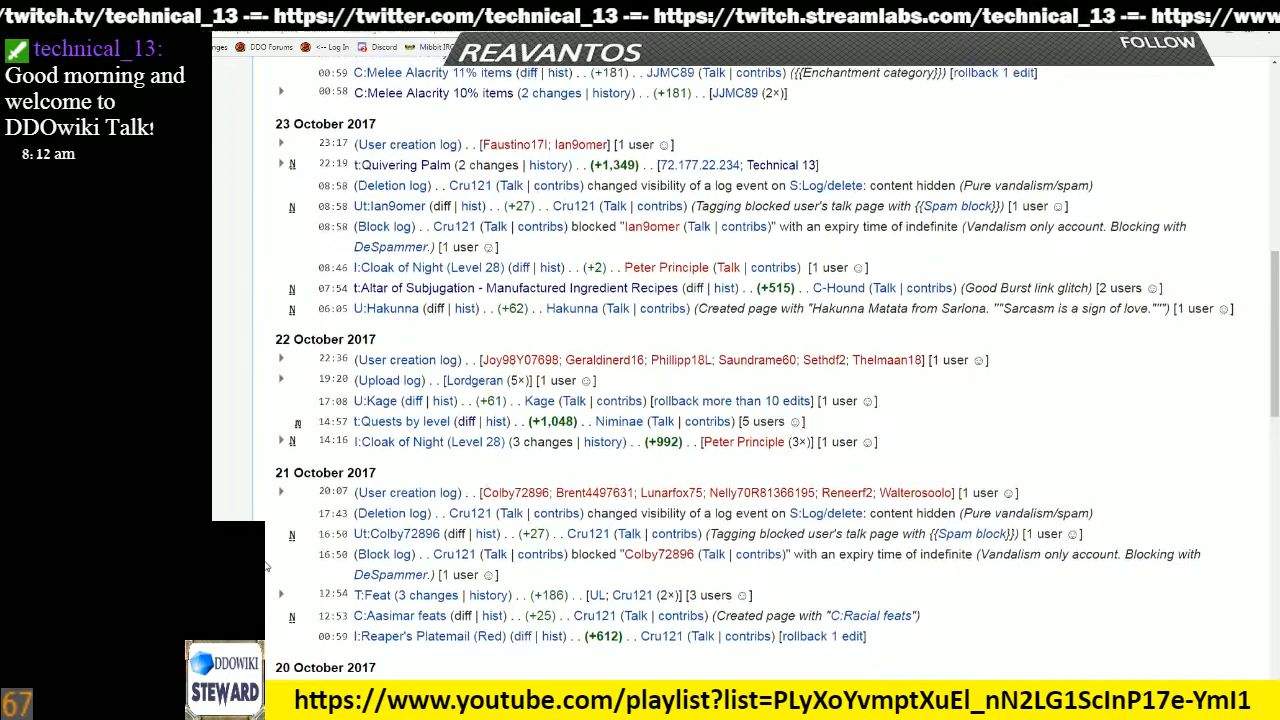 //twitch.tv/technical_13 -=- https://twitter.com/technical_13 -=- https://twitch.streamlabs.com/technical_13 -=- https://www
technical_13:
Good morning and
welcome to
DDOwiki Talk!
8:12 am
nges DDO Forums <-- Log In Discord Mibbit IR
REAVANTOS
FOLLOW
00:59 C:Melee Alacrity 11% items (diff | hist) . . (+181) . . JJMC89 (Talk | contribs) ({{Enchantment category}}) [rollback 1 edit]
00:58 C:Melee Alacrity 10% items (2 changes | history) . . (+181) . . [JJMC89 (2×)]
23 October 2017
23:17 (User creation log) . . [Faustino17I; Ian9omer] [1 user ☺]
N 22:19 t:Quivering Palm (2 changes | history) . . (+1,349) . . [72.177.22.234; Technical 13]
08:58 (Deletion log) . . Cru121 (Talk | contribs) changed visibility of a log event on S:Log/delete: content hidden (Pure vandalism/spam)
N 08:58 Ut:Ian9omer (diff | hist) . . (+27) . . Cru121 (Talk | contribs) (Tagging blocked user's talk page with {{Spam block}}) [1 user ☺]
08:58 (Block log) . . Cru121 (Talk | contribs) blocked "Ian9omer (Talk | contribs)" with an expiry time of indefinite (Vandalism only account. Blocking with
DeSpammer.) [1 user ☺]
08:46 I:Cloak of Night (Level 28) (diff | hist) . . (+2) . . Peter Principle (Talk | contribs) [1 user ☺]
N 07:54 t:Altar of Subjugation - Manufactured Ingredient Recipes (diff | hist) . . (+515) . . C-Hound (Talk | contribs) (Good Burst link glitch) [2 users ☺]
N 06:05 U:Hakunna (diff | hist) . . (+62) . . Hakunna (Talk | contribs) (Created page with "Hakunna Matata from Sarlona. ""Sarcasm is a sign of love.""") [1 user ☺]
22 October 2017
22:36 (User creation log) . . [Joy98Y07698; Geraldinerd16; Phillipp18L; Saundrame60; Sethdf2; Thelmaan18] [1 user ☺]
19:20 (Upload log) . . [Lordgeran (5×)] [1 user ☺]
17:08 U:Kage (diff | hist) . . (+61) . . Kage (Talk | contribs) [rollback more than 10 edits] [1 user ☺]
14:57 t:Quests by level (diff | hist) . . (+1,048) . . Niminae (Talk | contribs) [5 users ☺]
N 14:16 I:Cloak of Night (Level 28) (3 changes | history) . . (+992) . . [Peter Principle (3×)] [1 user ☺]
21 October 2017
20:07 (User creation log) . . [Colby72896; Brent4497631; Lunarfox75; Nelly70R81366195; Reneerf2; Walterosoolo] [1 user ☺]
17:43 (Deletion log) . . Cru121 (Talk | contribs) changed visibility of a log event on S:Log/delete: content hidden (Pure vandalism/spam)
N 16:50 Ut:Colby72896 (diff | hist) . . (+27) . . Cru121 (Talk | contribs) (Tagging blocked user's talk page with {{Spam block}}) [1 user ☺]
16:50 (Block log) . . Cru121 (Talk | contribs) blocked "Colby72896 (Talk | contribs)" with an expiry time of indefinite (Vandalism only account. Blocking with
DeSpammer.) [1 user ☺]
12:54 T:Feat (3 changes | history) . . (+186) . . [UL; Cru121 (2×)] [3 users ☺]
N 12:53 C:Aasimar feats (diff | hist) . . (+25) . . Cru121 (Talk | contribs) (Created page with "C:Racial feats")
00:59 I:Reaper's Platemail (Red) (diff | hist) . . (+612) . . Cru121 (Talk | contribs) [rollback 1 edit]
20 October 2017
DDOWIKI
STEWARD
67
https://www.youtube.com/playlist?list=PLyXoYvmptXuEl_nN2LG1ScInP17e-YmI1